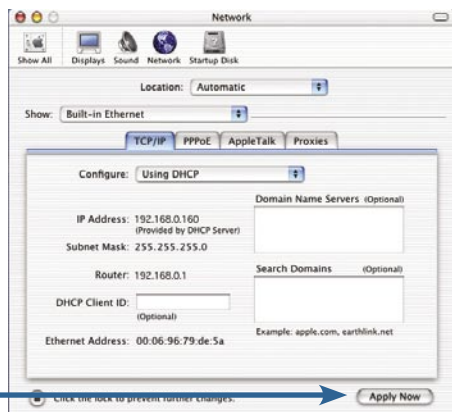 Network
Show All Displays Sound Network Startup Disk
Location: Automatic
Show: Built-in Ethernet
TCP/IP PPPoE AppleTalk Proxies
Configure: Using DHCP
Domain Name Servers (Optional)
IP Address: 192.168.0.160
(Provided by DHCP Server)
Subnet Mask: 255.255.255.0
Router: 192.168.0.1
Search Domains (Optional)
DHCP Client ID:
(Optional)
Example: apple.com, earthlink.net
Ethernet Address: 00:06:96:79:de:5a
Click the lock to prevent further changes.
Apply Now